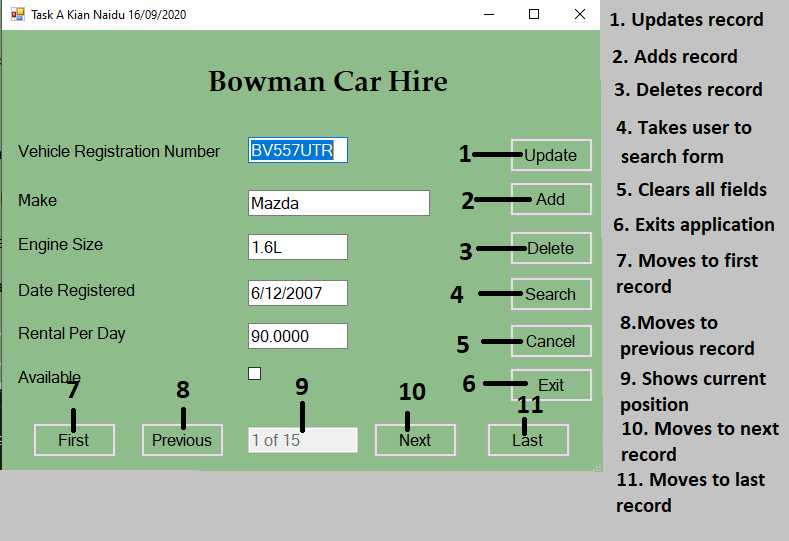 Task A Kian Naidu 16/09/2020
Bowman Car Hire
Vehicle Registration Number BV557UTR 1 Update
Make Mazda 2 Add
Engine Size 1.6L 3 Delete
Date Registered 6/12/2007 4 Search
Rental Per Day 90.0000 5 Cancel
Available 6 Exit
7 8 9 10 11
First Previous 1 of 15 Next Last
1. Updates record
2. Adds record
3. Deletes record
4. Takes user to
search form
5. Clears all fields
6. Exits application
7. Moves to first
record
8.Moves to
previous record
9. Shows current
position
10. Moves to next
record
11. Moves to last
record